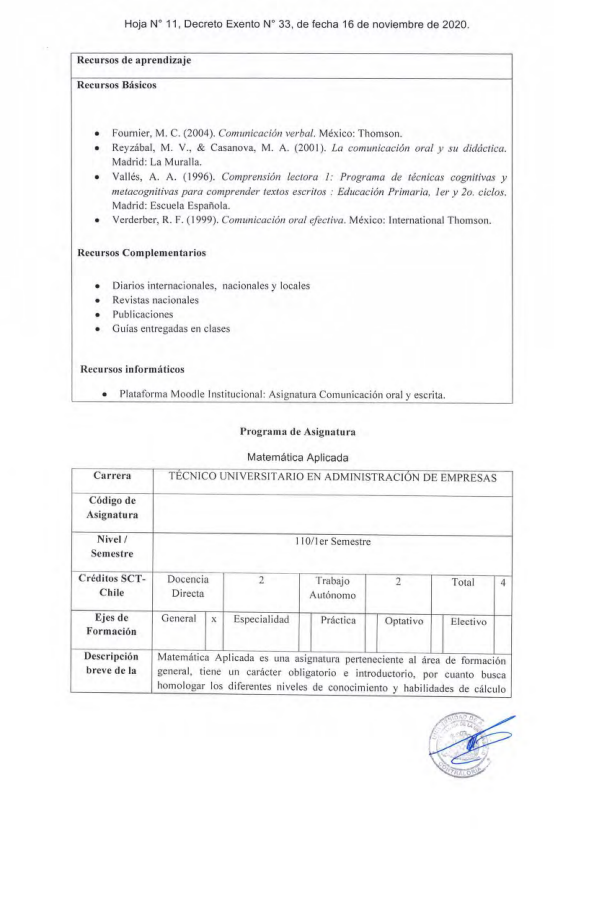 Hoja N° 11, Decreto Exento N° 33, de fecha 16 de noviembre de 2020.
Recursos de aprendizaje
Recursos Básicos
• Fournier, M. C. (2004). Comunicación verbal. México: Thomson.
• Reyzábal, M. V., & Casanova, M. A. (2001). La comunicación oral y su didáctica.
Madrid: La Muralla.
• Vallés, A. A. (1996). Comprensión lectora 1: Programa de técnicas cognitivas y
metacognitivas para comprender textos escritos : Educación Primaria, 1er y 2o. ciclos.
Madrid: Escuela Española.
• Verderber, R. F. (1999). Comunicación oral efectiva. México: International Thomson.
Recursos Complementarios
• Diarios internacionales, nacionales y locales
• Revistas nacionales
• Publicaciones
• Guías entregadas en clases
Recursos informáticos
• Plataforma Moodle Institucional: Asignatura Comunicación oral y escrita.
Programa de Asignatura
Matemática Aplicada
Carrera TÉCNICO UNIVERSITARIO EN ADMINISTRACIÓN DE EMPRESAS
Código de
Asignatura
Nivel / 110/1er Semestre
Semestre
Créditos SCT- Docencia 2 Trabajo 2 Total 4
Chile Directa Autónomo
Ejes de General x Especialidad Práctica Optativo Electivo
Formación
Descripción Matemática Aplicada es una asignatura perteneciente al área de formación
breve de la general, tiene un carácter obligatorio e introductorio, por cuanto busca
homologar los diferentes niveles de conocimiento y habilidades de cálculo